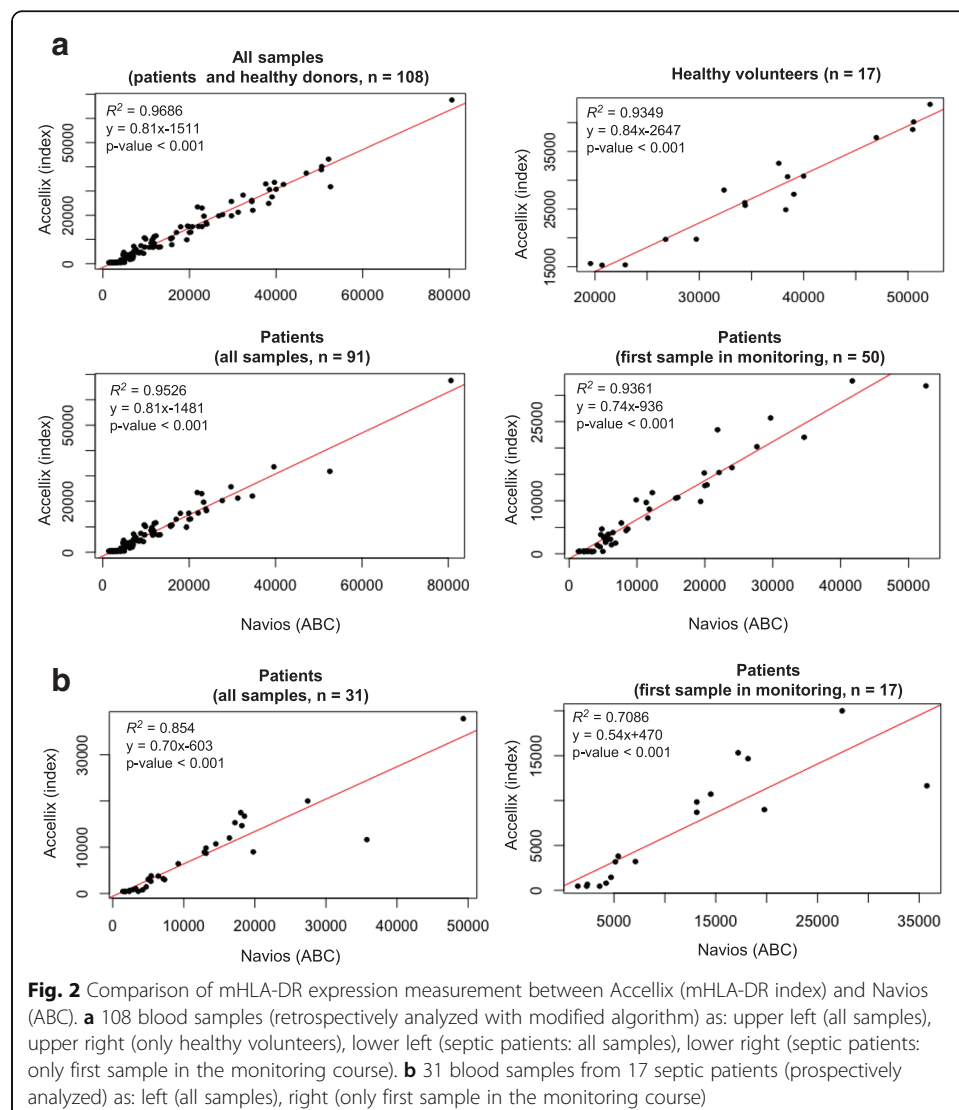 a
All samples
(patients and healthy donors, n = 108)
R² = 0.9686
y = 0.81x-1511
p-value < 0.001
Accellix (index)
0
20000
50000
0
20000
40000
60000
80000
Healthy volunteers (n = 17)
R² = 0.9349
y = 0.84x-2647
p-value < 0.001
Accellix (index)
15000
25000
35000
20000
30000
40000
50000
Patients
(all samples, n = 91)
R² = 0.9526
y = 0.81x-1481
p-value < 0.001
Accellix (index)
0
20000
50000
0
20000
40000
60000
80000
Navios (ABC)
Patients
(first sample in monitoring, n = 50)
R² = 0.9361
y = 0.74x-936
p-value < 0.001
Accellix (index)
0
10000
25000
0
10000
20000
30000
40000
50000
Navios (ABC)
b
Patients
(all samples, n = 31)
R² = 0.854
y = 0.70x-603
p-value < 0.001
Accellix (index)
0
10000
30000
0
10000
20000
30000
40000
50000
Navios (ABC)
Patients
(first sample in monitoring, n = 17)
R² = 0.7086
y = 0.54x+470
p-value < 0.001
Accellix (index)
0
5000
15000
5000
15000
25000
35000
Navios (ABC)
Fig. 2 Comparison of mHLA-DR expression measurement between Accellix (mHLA-DR index) and Navios
(ABC). a 108 blood samples (retrospectively analyzed with modified algorithm) as: upper left (all samples),
upper right (only healthy volunteers), lower left (septic patients: all samples), lower right (septic patients:
only first sample in the monitoring course). b 31 blood samples from 17 septic patients (prospectively
analyzed) as: left (all samples), right (only first sample in the monitoring course)